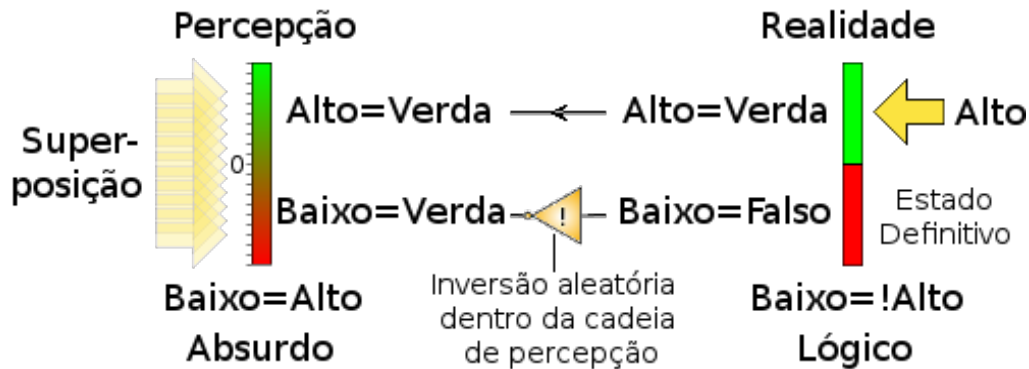 Percepção
Realidade
Super-
posição
0
Alto=Verda
Alto=Verda
Alto
Baixo=Verda
!
Baixo=Falso
Estado
Definitivo
Inversão aleatória
dentro da cadeia
de percepção
Baixo=Alto
Absurdo
Baixo=!Alto
Lógico